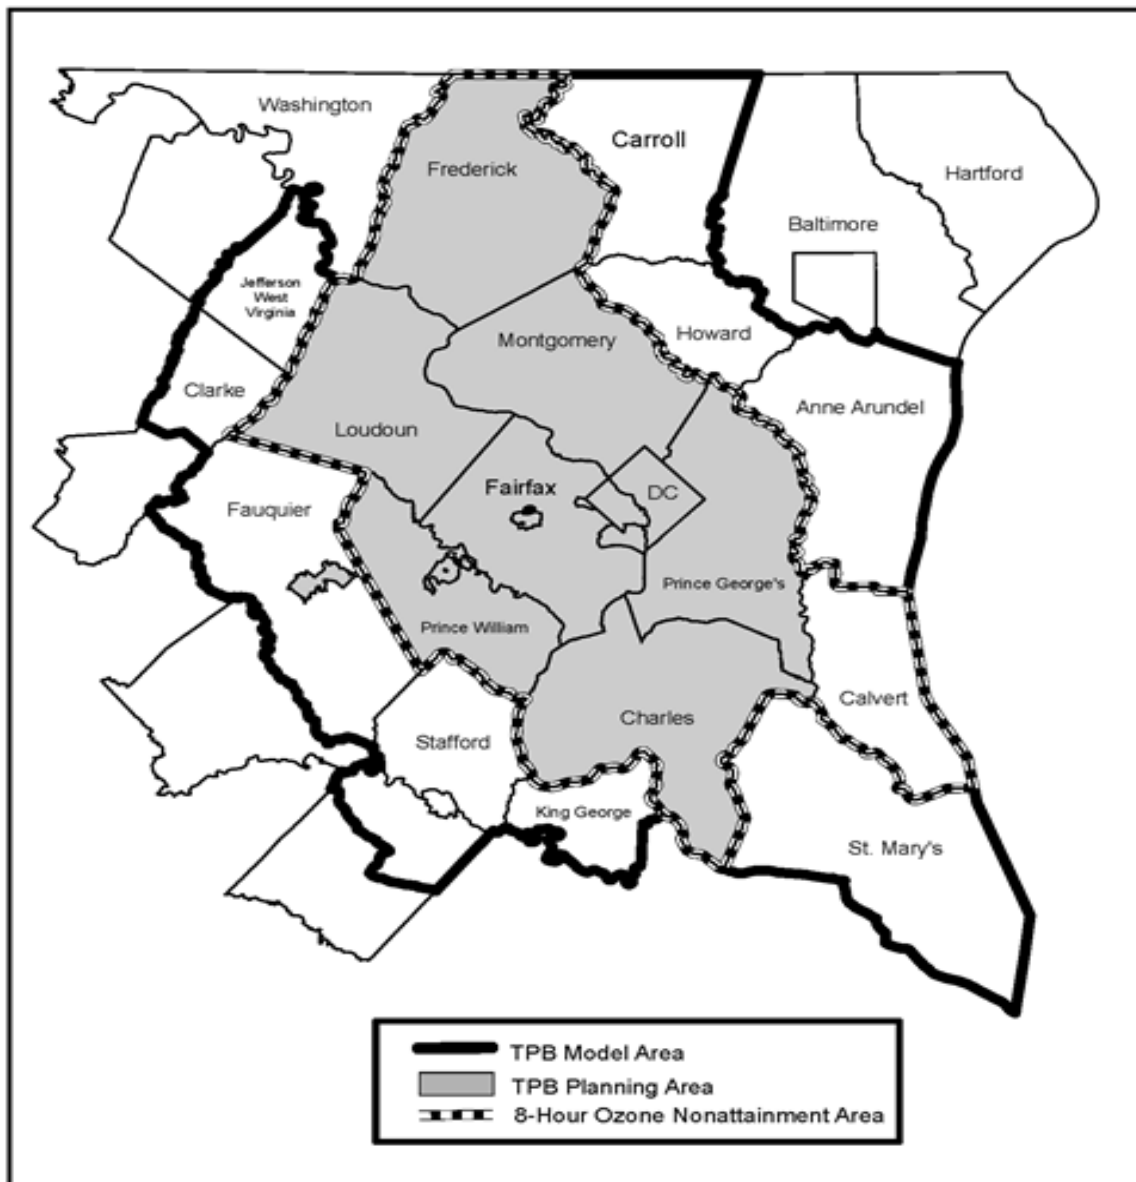 Washington
Carroll
Frederick
Hartford
Baltimore
Jefferson
West
Virginia
Howard
Montgomery
Clarke
Anne Arundel
Loudoun
Fairfax
DC
Fauquier
Prince George's
Prince William
Calvert
Charles
Stafford
King George
St. Mary's
TPB Model Area
TPB Planning Area
8-Hour Ozone Nonattainment Area